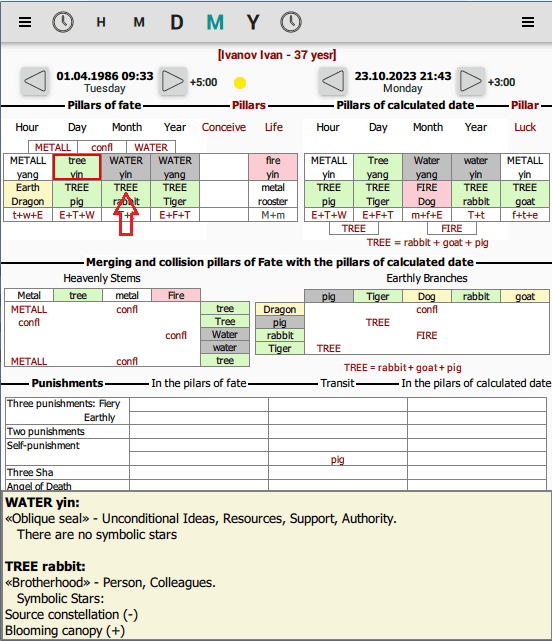 H M D M Y
[Ivanov Ivan - 37 yesr]
01.04.1986 09:33 +5:00 23.10.2023 21:43 +3:00
Tuesday Monday
Pillars of fate Pillars Pillars of calculated date Pillar
Hour Day Month Year Conceive Life Hour Day Month Year Luck
METALL confl WATER
METALL tree WATER WATER fire METALL Tree Water water METALL
yang yin yin yang yin yin yang yang yin yin
Earth TREE TREE TREE metal TREE TREE FIRE TREE TREE
Dragon pig rabbit Tiger rooster pig Tiger Dog rabbit goat
t+w+E E+T+W E+F+T M+m E+T+W E+F+T m+f+E T+t f+t+e
TREE FIRE
TREE = rabbit + goat + pig
Merging and collision pillars of Fate with the pillars of calculated date
Heavenly Stems Earthly Branches
Metal tree metal Fire pig Tiger Dog rabbit goat
METALL confl tree Dragon confl
confl Tree pig TREE
confl Water rabbit FIRE
water Tiger TREE
METALL confl tree TREE = rabbit + goat + pig
Punishments In the pilars of fate Transit In the pilars of calculated date
Three punishments: Fiery
Earthly
Two punishments
Self-punishment
pig
Three Sha
Angel of Death
WATER yin:
«Oblique seal» - Unconditional Ideas, Resources, Support, Authority.
There are no symbolic stars
TREE rabbit:
«Brotherhood» - Person, Colleagues.
Symbolic Stars:
Source constellation (-)
Blooming canopy (+)